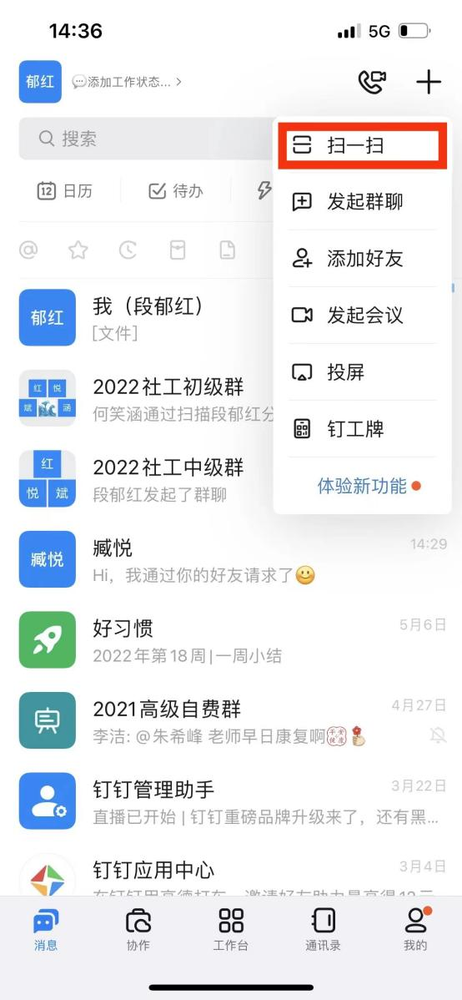 14:36
5G
郁红
添加工作状态... >
搜索
扫一扫
12 日历
待办
发起群聊
添加好友
发起会议
投屏
钉工牌
体验新功能
郁红
我（段郁红）
[文件]
红 悦
斌 涵
2022社工初级群
何笑涵通过扫描段郁红分
红
悦 斌
2022社工中级群
段郁红发起了群聊
臧悦
臧悦
14:29
Hi，我通过你的好友请求了
好习惯
5月6日
2022年第18周|一周小结
2021高级自费群
4月27日
李洁: @朱希峰 老师早日康复啊
钉钉管理助手
3月22日
直播已开始 | 钉钉重磅品牌升级来了，还有黑...
钉钉应用中心
3月4日
消息
协作
工作台
通讯录
我的